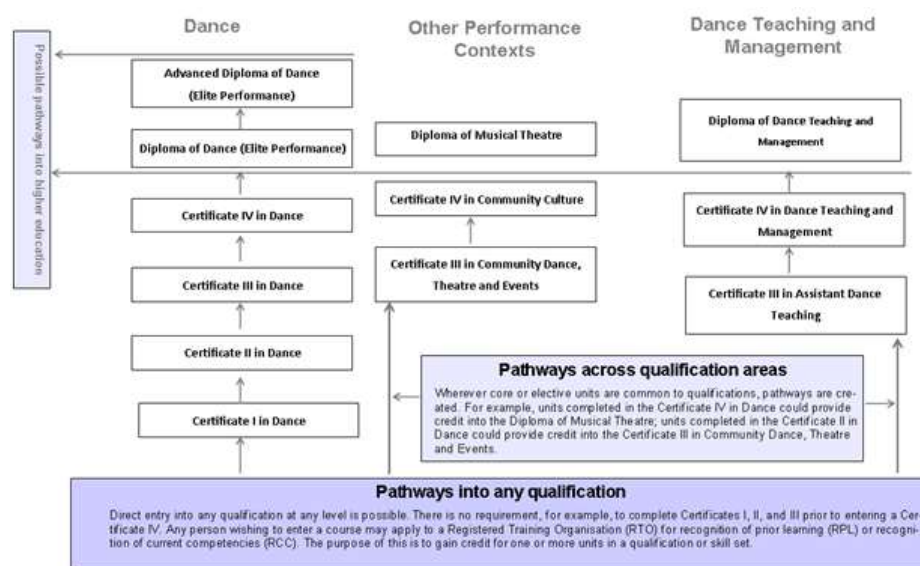 Dance
Other Performance
Contexts
Dance Teaching and
Management
Possible pathways into higher education
Advanced Diploma of Dance
(Elite Performance)
Diploma of Dance (Elite Performance)
Certificate IV in Dance
Certificate III in Dance
Certificate II in Dance
Certificate I in Dance
Diploma of Musical Theatre
Certificate IV in Community Culture
Certificate III in Community Dance,
Theatre and Events
Diploma of Dance Teaching and
Management
Certificate IV in Dance Teaching and
Management
Certificate III in Assistant Dance
Teaching
Pathways across qualification areas
Wherever core or elective units are common to qualifications, pathways are cre-
ated. For example, units completed in the Certificate IV in Dance could provide
credit into the Diploma of Musical Theatre; units completed in the Certificate II in
Dance could provide credit into the Certificate III in Community Dance, Theatre
and Events.
Pathways into any qualification
Direct entry into any qualification at any level is possible. There is no requirement, for example, to complete Certificates I, II, and III prior to entering a Cer-
tificate IV. Any person wishing to enter a course may apply to a Registered Training Organisation (RTO) for recognition of prior learning (RPL) or recogni-
tion of current competencies (RCC). The purpose of this is to gain credit for one or more units in a qualification or skill set.